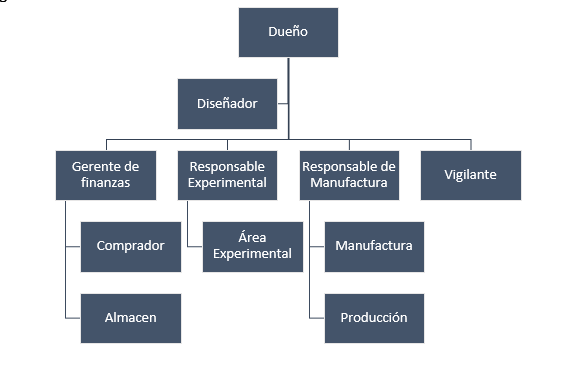 Dueño
Diseñador
Gerente de
finanzas
Responsable
Experimental
Responsable de
Manufactura
Vigilante
Comprador
Área
Experimental
Manufactura
Almacen
Producción